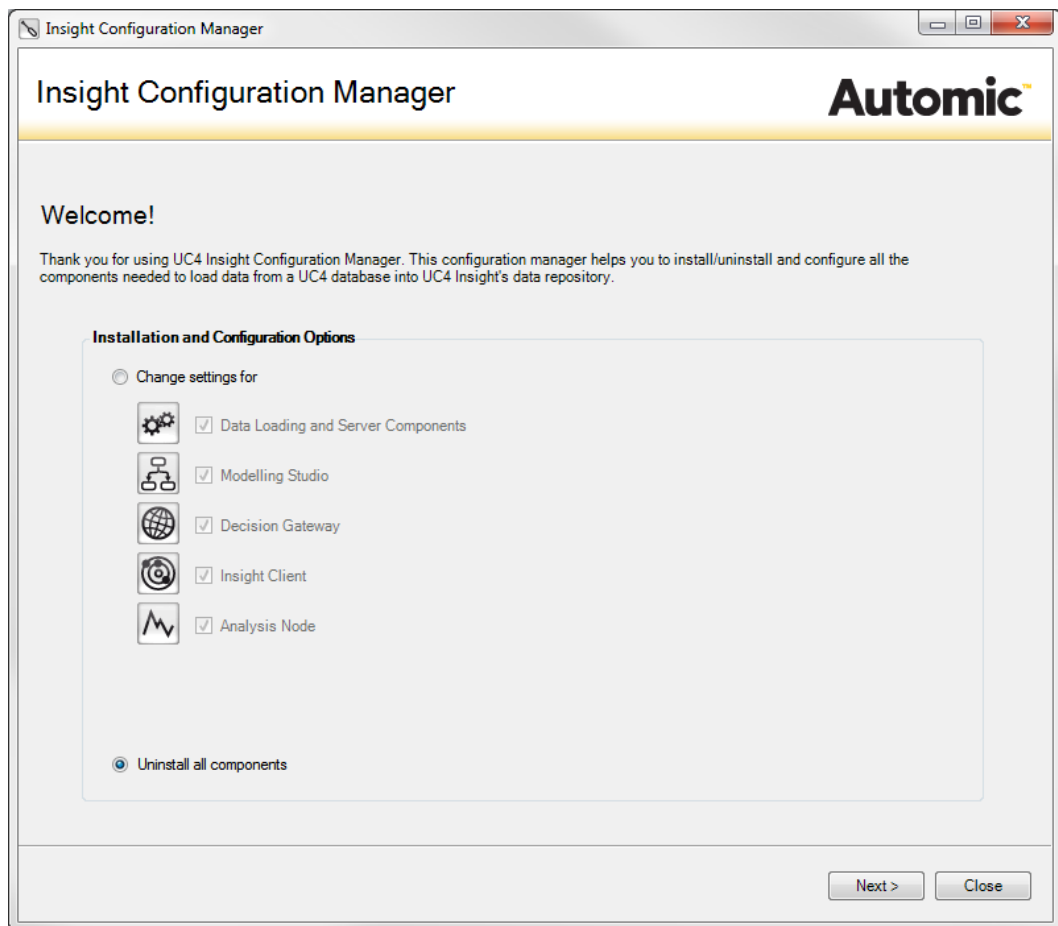 Insight Configuration Manager
Insight Configuration Manager
Automic™
Welcome!
Thank you for using UC4 Insight Configuration Manager. This configuration manager helps you to install/uninstall and configure all the
components needed to load data from a UC4 database into UC4 Insight's data repository.
Installation and Configuration Options
Change settings for
Data Loading and Server Components
Modelling Studio
Decision Gateway
Insight Client
Analysis Node
Uninstall all components
Next >
Close